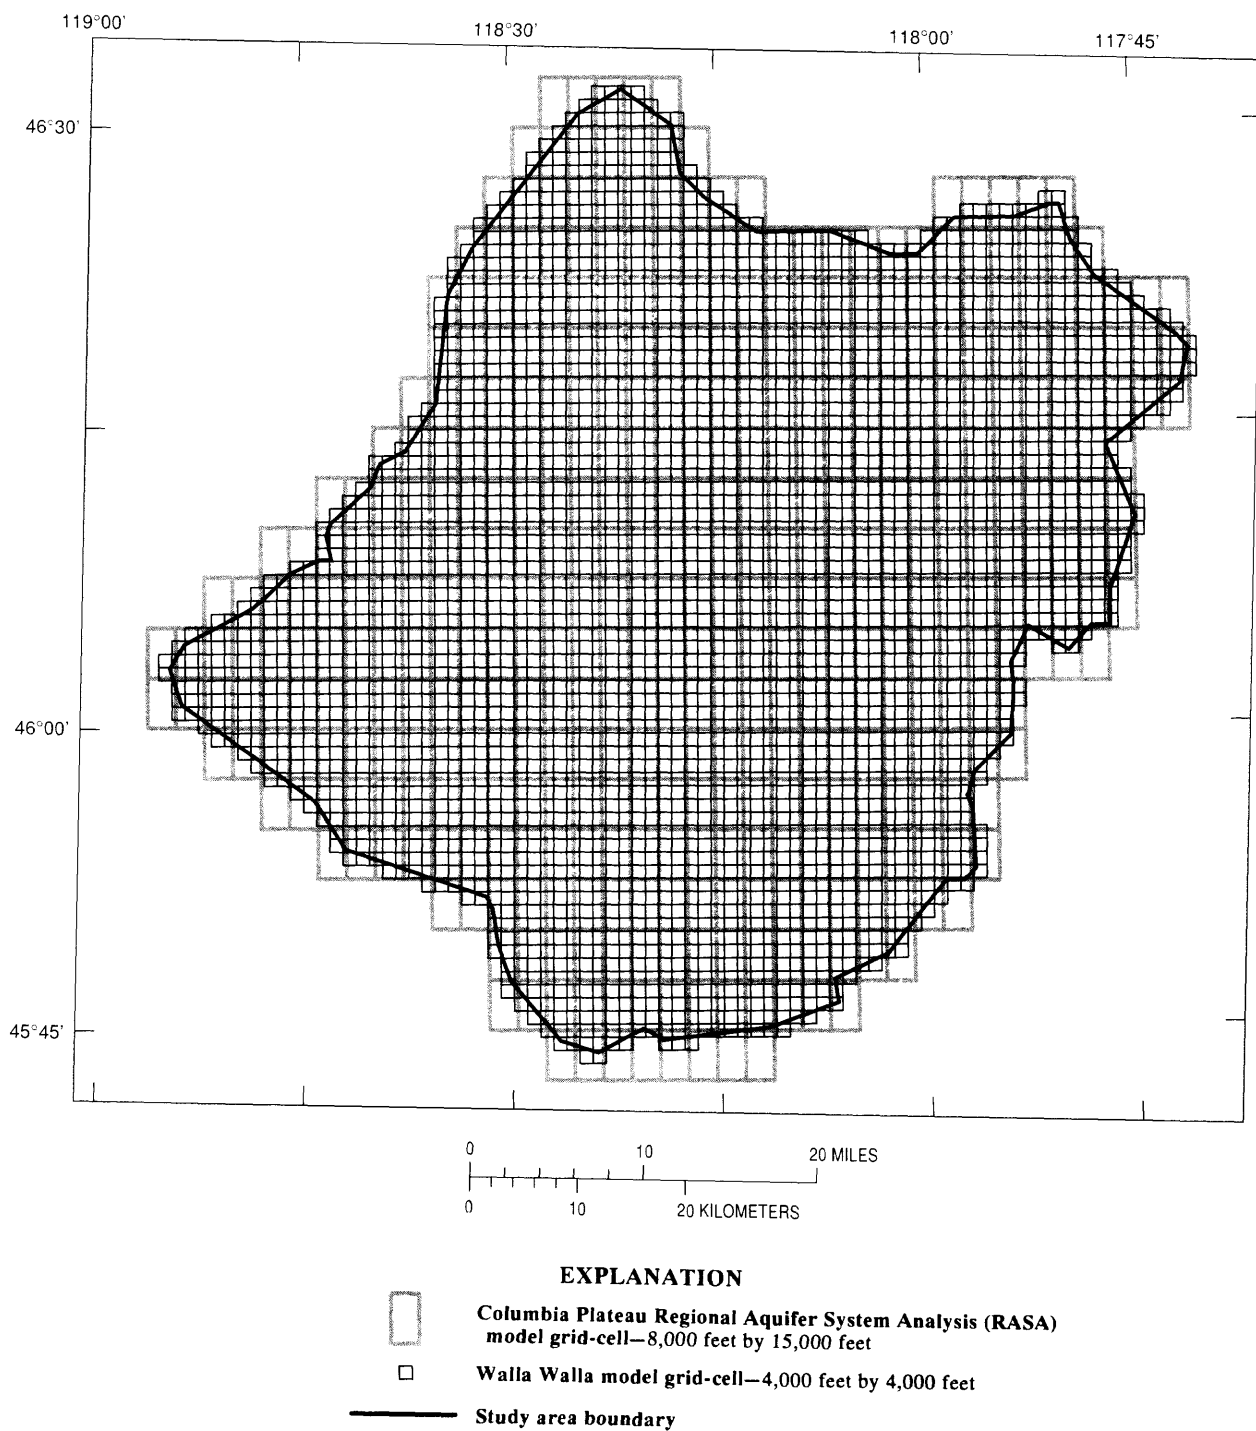 119°00'
118°30'
118°00'
117°45'
46°30'
46°00'
45°45'
0 10 20 MILES
0 10 20 KILOMETERS
EXPLANATION
Columbia Plateau Regional Aquifer System Analysis (RASA)
model grid-cell—8,000 feet by 15,000 feet
Walla Walla model grid-cell—4,000 feet by 4,000 feet
Study area boundary